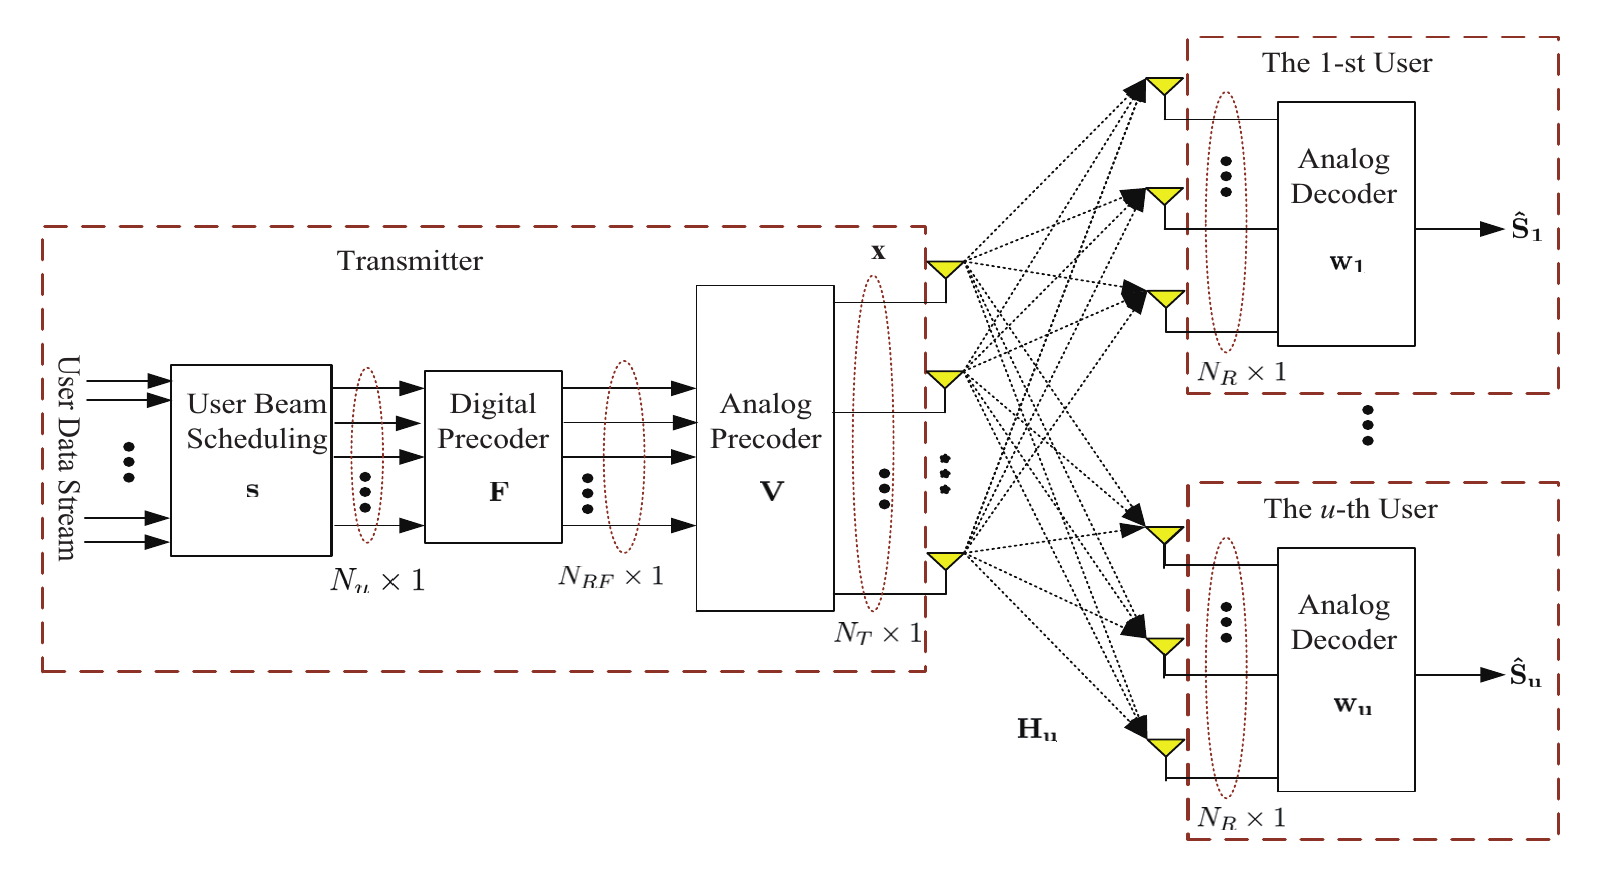 The 1-st User
Analog
Decoder
w₁
Ŝ₁
N_R × 1
Transmitter
x
User Data Stream
User Beam
Scheduling
s
N_u × 1
Digital
Precoder
F
N_RF × 1
Analog
Precoder
V
N_T × 1
H_u
The u-th User
Analog
Decoder
w_u
Ŝ_u
N_R × 1